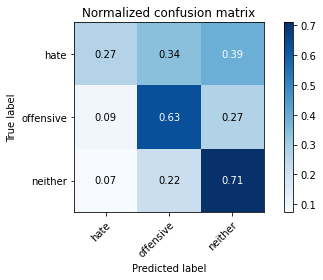 Normalized confusion matrix
True label
hate 0.27 0.34 0.39
offensive 0.09 0.63 0.27
neither 0.07 0.22 0.71
hate offensive neither
Predicted label
0.7
0.6
0.5
0.4
0.3
0.2
0.1